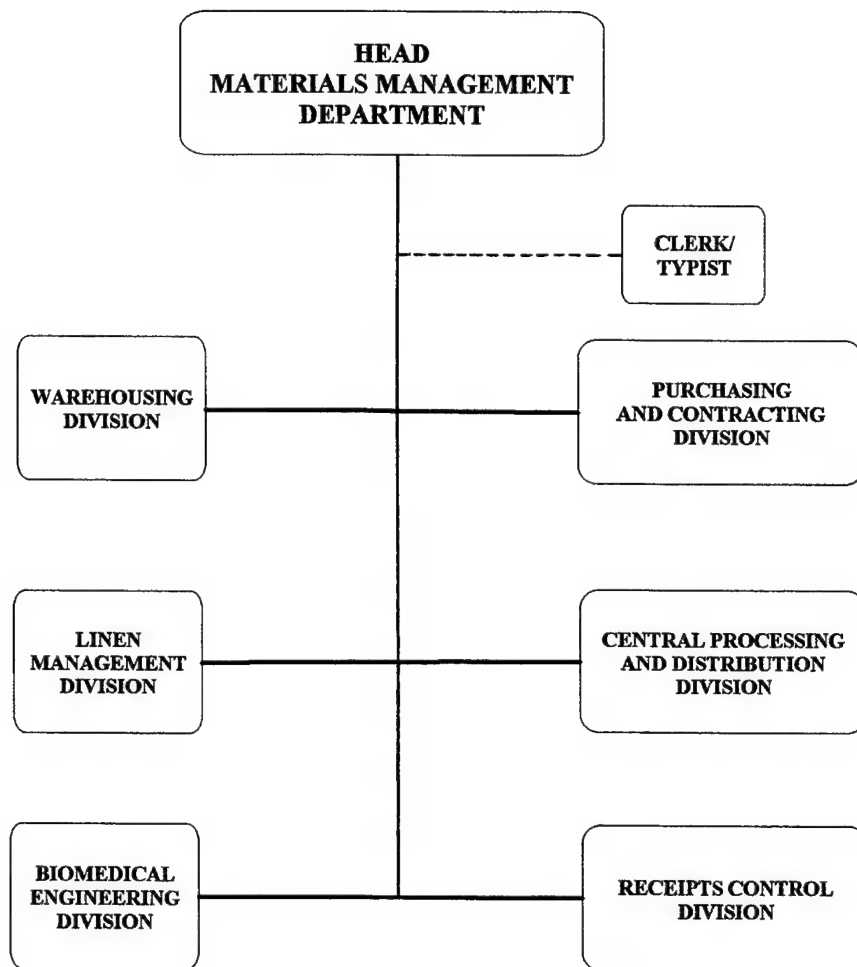 HEAD
MATERIALS MANAGEMENT
DEPARTMENT
CLERK/
TYPIST
WAREHOUSING
DIVISION
PURCHASING
AND CONTRACTING
DIVISION
LINEN
MANAGEMENT
DIVISION
CENTRAL PROCESSING
AND DISTRIBUTION
DIVISION
BIOMEDICAL
ENGINEERING
DIVISION
RECEIPTS CONTROL
DIVISION